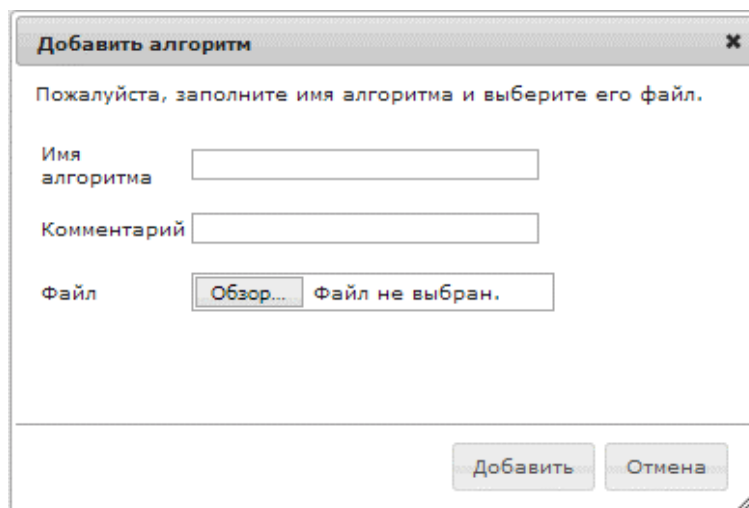 Добавить алгоритм
Пожалуйста, заполните имя алгоритма и выберите его файл.
Имя
алгоритма
Комментарий
Файл Обзор... Файл не выбран.
Добавить Отмена